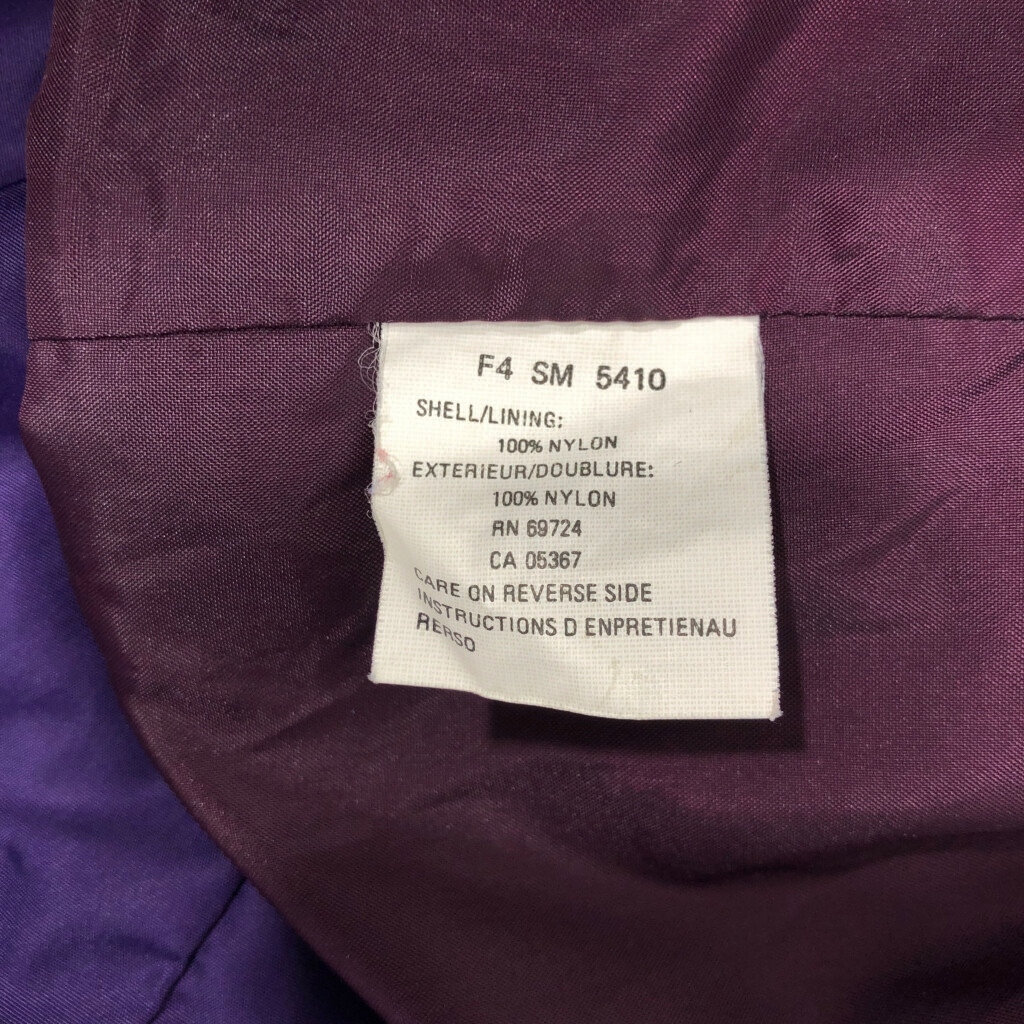 F4 SM 5410
SHELL/LINING:
100% NYLON
EXTERIEUR/DOUBLURE:
100% NYLON
RN 69724
CA 05367
CARE ON REVERSE SIDE
INSTRUCTIONS D ENPRETIENAU
RERSO